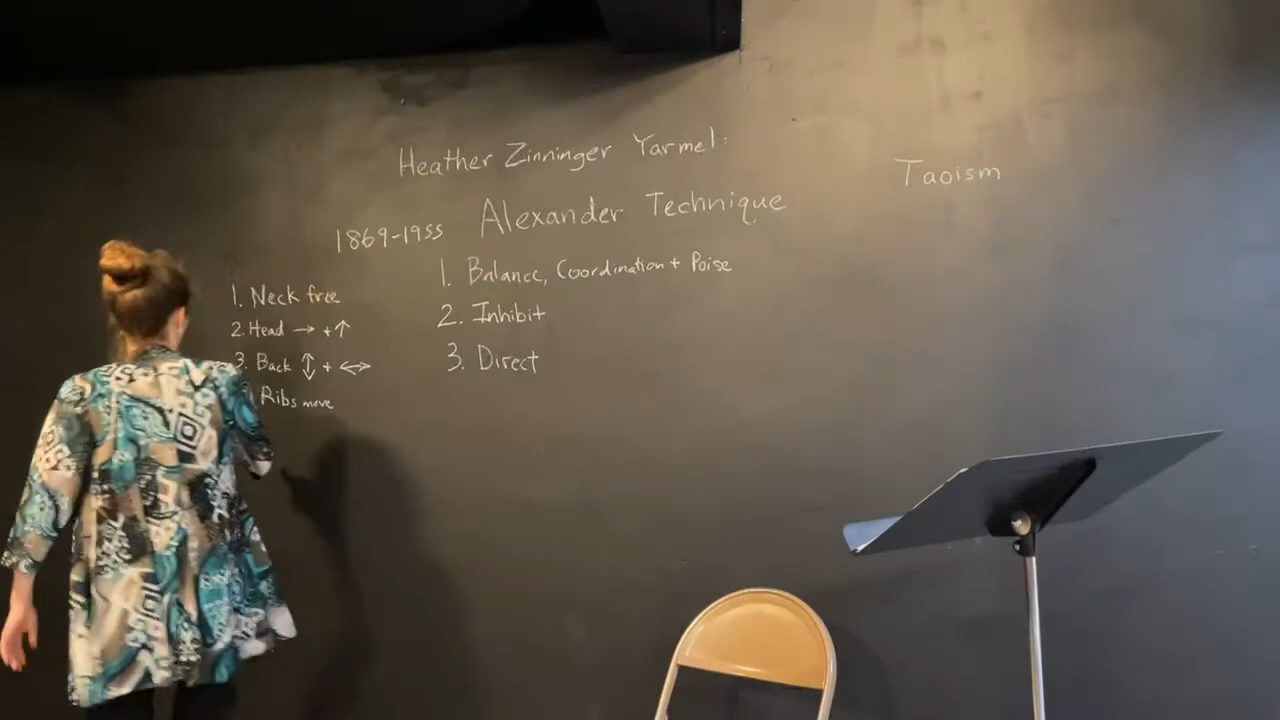 Heather Zinninger Yarmel:
Taoism
1869-1955 Alexander Technique
1. Balance, Coordination + Poise
2. Inhibit
3. Direct
1. Neck free
2. Head → + ↑
3. Back ↕ + ↔
Ribs move